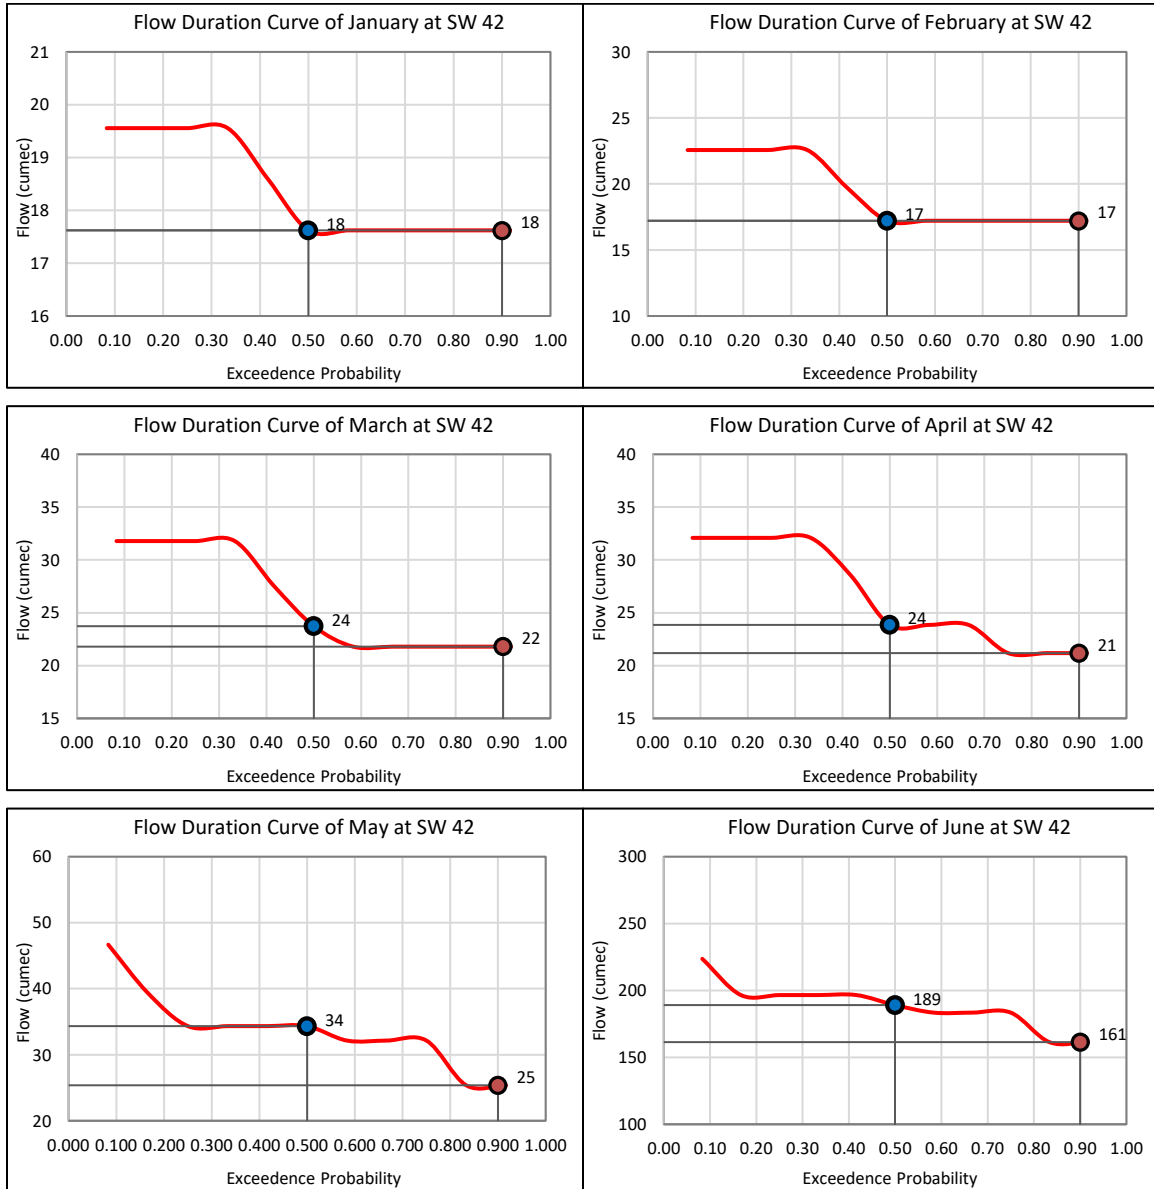 Flow Duration Curve of January at SW 42
21
20
19
18
17
16
Flow (cumec)
18
18
0.00 0.10 0.20 0.30 0.40 0.50 0.60 0.70 0.80 0.90 1.00
Exceedence Probability
Flow Duration Curve of February at SW 42
30
25
20
15
10
Flow (cumec)
17
17
0.00 0.10 0.20 0.30 0.40 0.50 0.60 0.70 0.80 0.90 1.00
Exceedence Probability
Flow Duration Curve of March at SW 42
40
35
30
25
20
15
Flow (cumec)
24
22
0.00 0.10 0.20 0.30 0.40 0.50 0.60 0.70 0.80 0.90 1.00
Exceedence Probability
Flow Duration Curve of April at SW 42
40
35
30
25
20
15
Flow (cumec)
24
21
0.00 0.10 0.20 0.30 0.40 0.50 0.60 0.70 0.80 0.90 1.00
Exceedence Probability
Flow Duration Curve of May at SW 42
60
50
40
30
20
Flow (cumec)
34
25
0.000 0.100 0.200 0.300 0.400 0.500 0.600 0.700 0.800 0.900 1.000
Exceedence Probability
Flow Duration Curve of June at SW 42
300
250
200
150
100
Flow (cumec)
189
161
0.00 0.10 0.20 0.30 0.40 0.50 0.60 0.70 0.80 0.90 1.00
Exceedence Probability